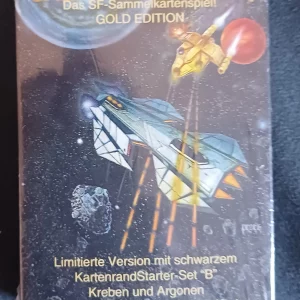 Das SF-Sammelkartenspiel!
GOLD EDITION
Limitierte Version mit schwarzem
KartenrandStarter-Set "B"
Kreben und Argonen